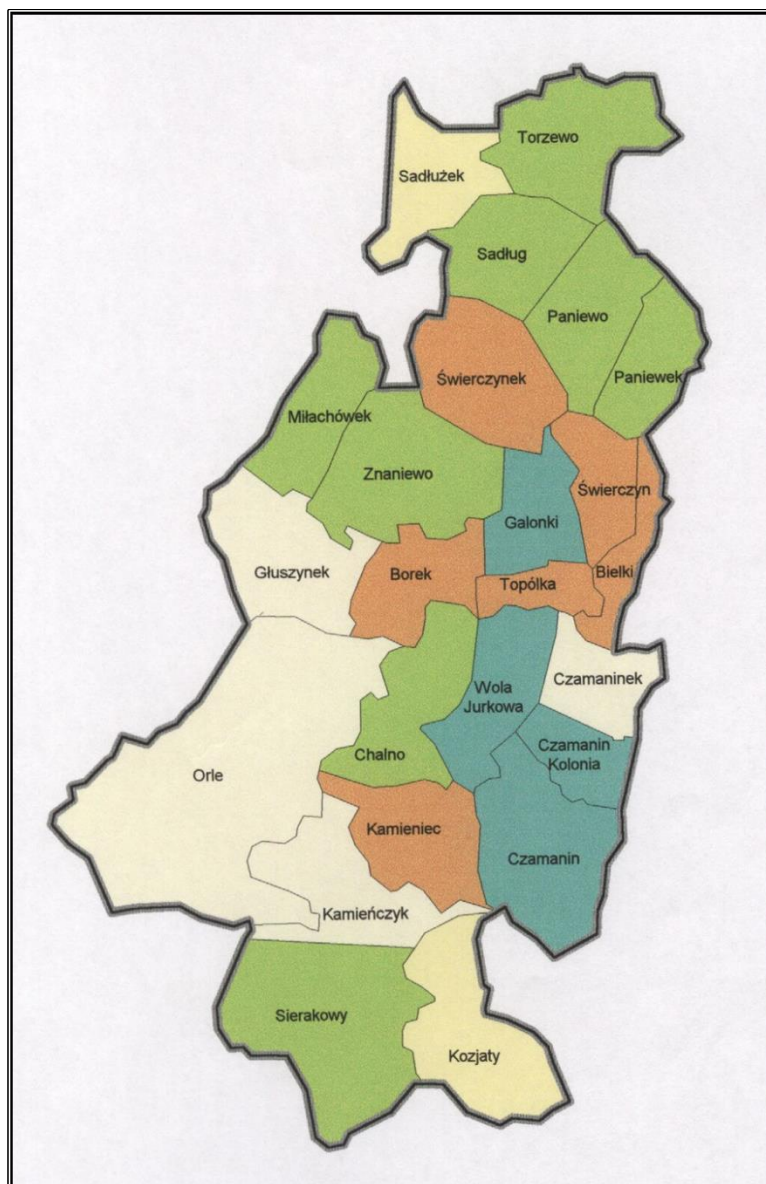 Torzewo
Sadłużek
Sadług
Paniewo
Paniewek
Świerczynek
Miłachówek
Znaniewo
Świerczyn
Galonki
Głuszynek
Borek
Topólka
Bielki
Czamaninek
Wola
Jurkowa
Czamanin
Kolonia
Chalno
Orle
Kamieniec
Czamanin
Kamieńczyk
Sierakowy
Kozjaty